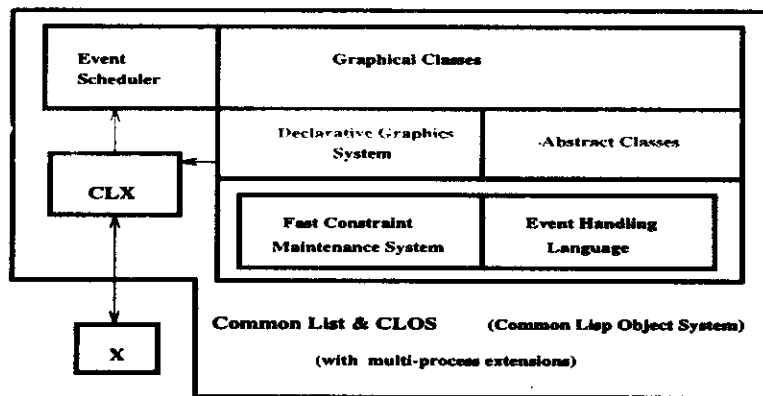 Event
Scheduler
Graphical Classes
Declarative Graphics
System
Abstract Classes
CLX
Fast Constraint
Maintenance System
Event Handling
Language
Common List & CLOS (Common Lisp Object System)
(with multi-process extensions)
X